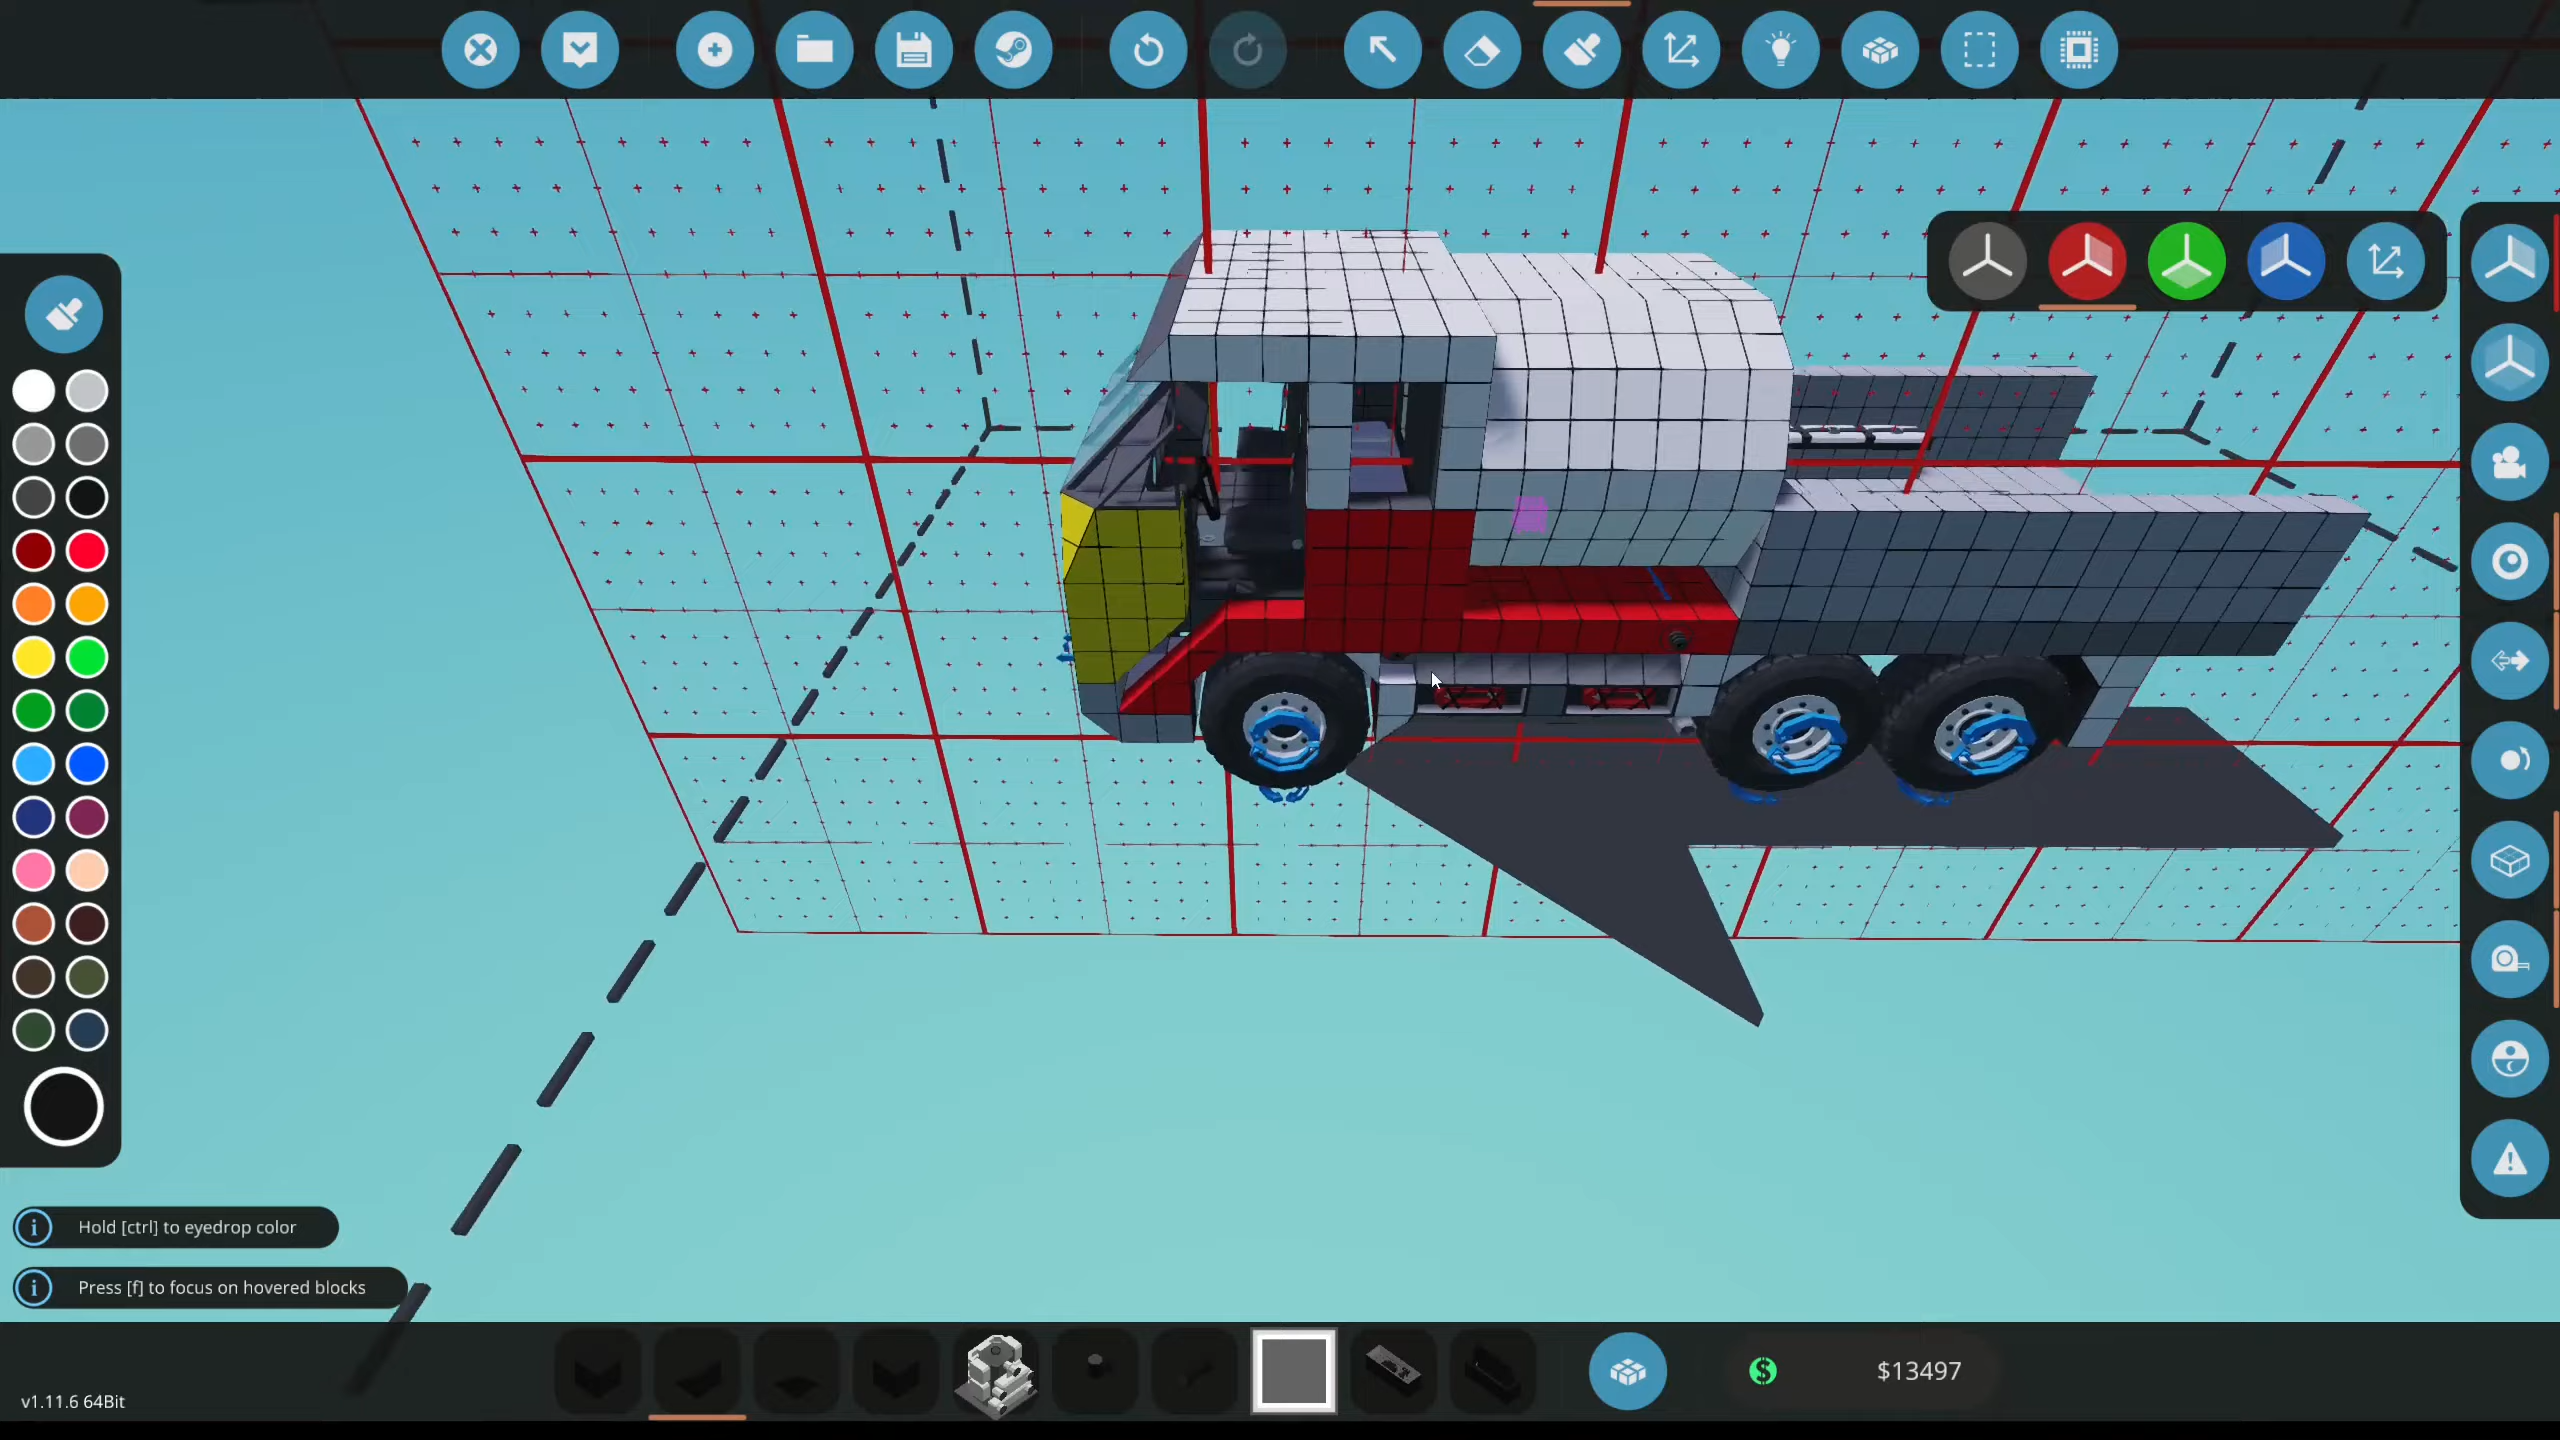 Hold [ctrl] to eyedrop color
Press [f] to focus on hovered blocks
$13497
v1.11.6 64Bit